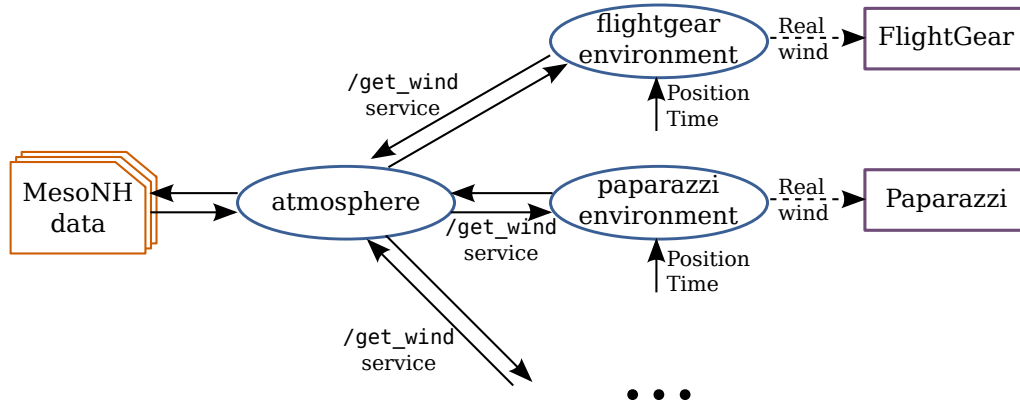 flightgear
environment
Real
wind
FlightGear
/get_wind
service
Position
Time
MesoNH
data
atmosphere
paparazzi
environment
Real
wind
Paparazzi
/get_wind
service
Position
Time
/get_wind
service